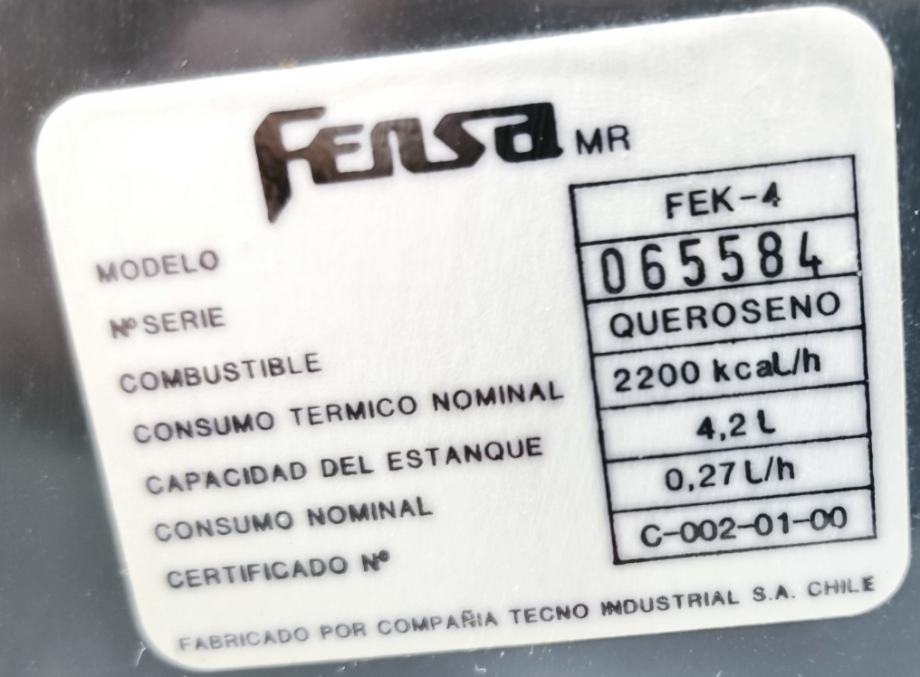 Fensa MR
MODELO FEK-4
Nº SERIE 065584
COMBUSTIBLE QUEROSENO
CONSUMO TERMICO NOMINAL 2200 kcal/h
CAPACIDAD DEL ESTANQUE 4,2 L
CONSUMO NOMINAL 0,27 L/h
CERTIFICADO Nº C-002-01-00
FABRICADO POR COMPAÑIA TECNO INDUSTRIAL S.A. CHILE